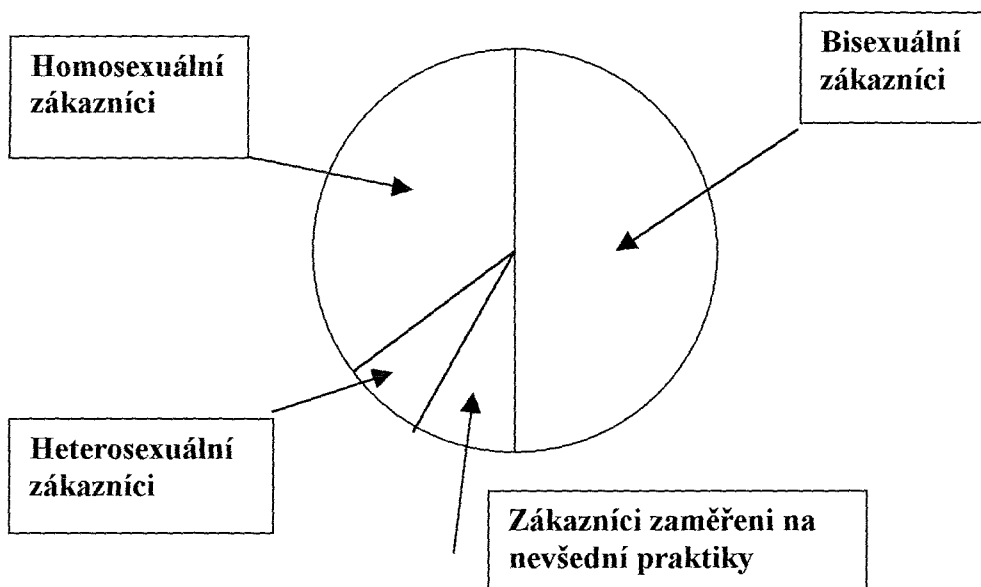 Homosexuální
zákazníci
Bisexuální
zákazníci
Heterosexuální
zákazníci
Zákazníci zaměřeni na
nevšední praktiky